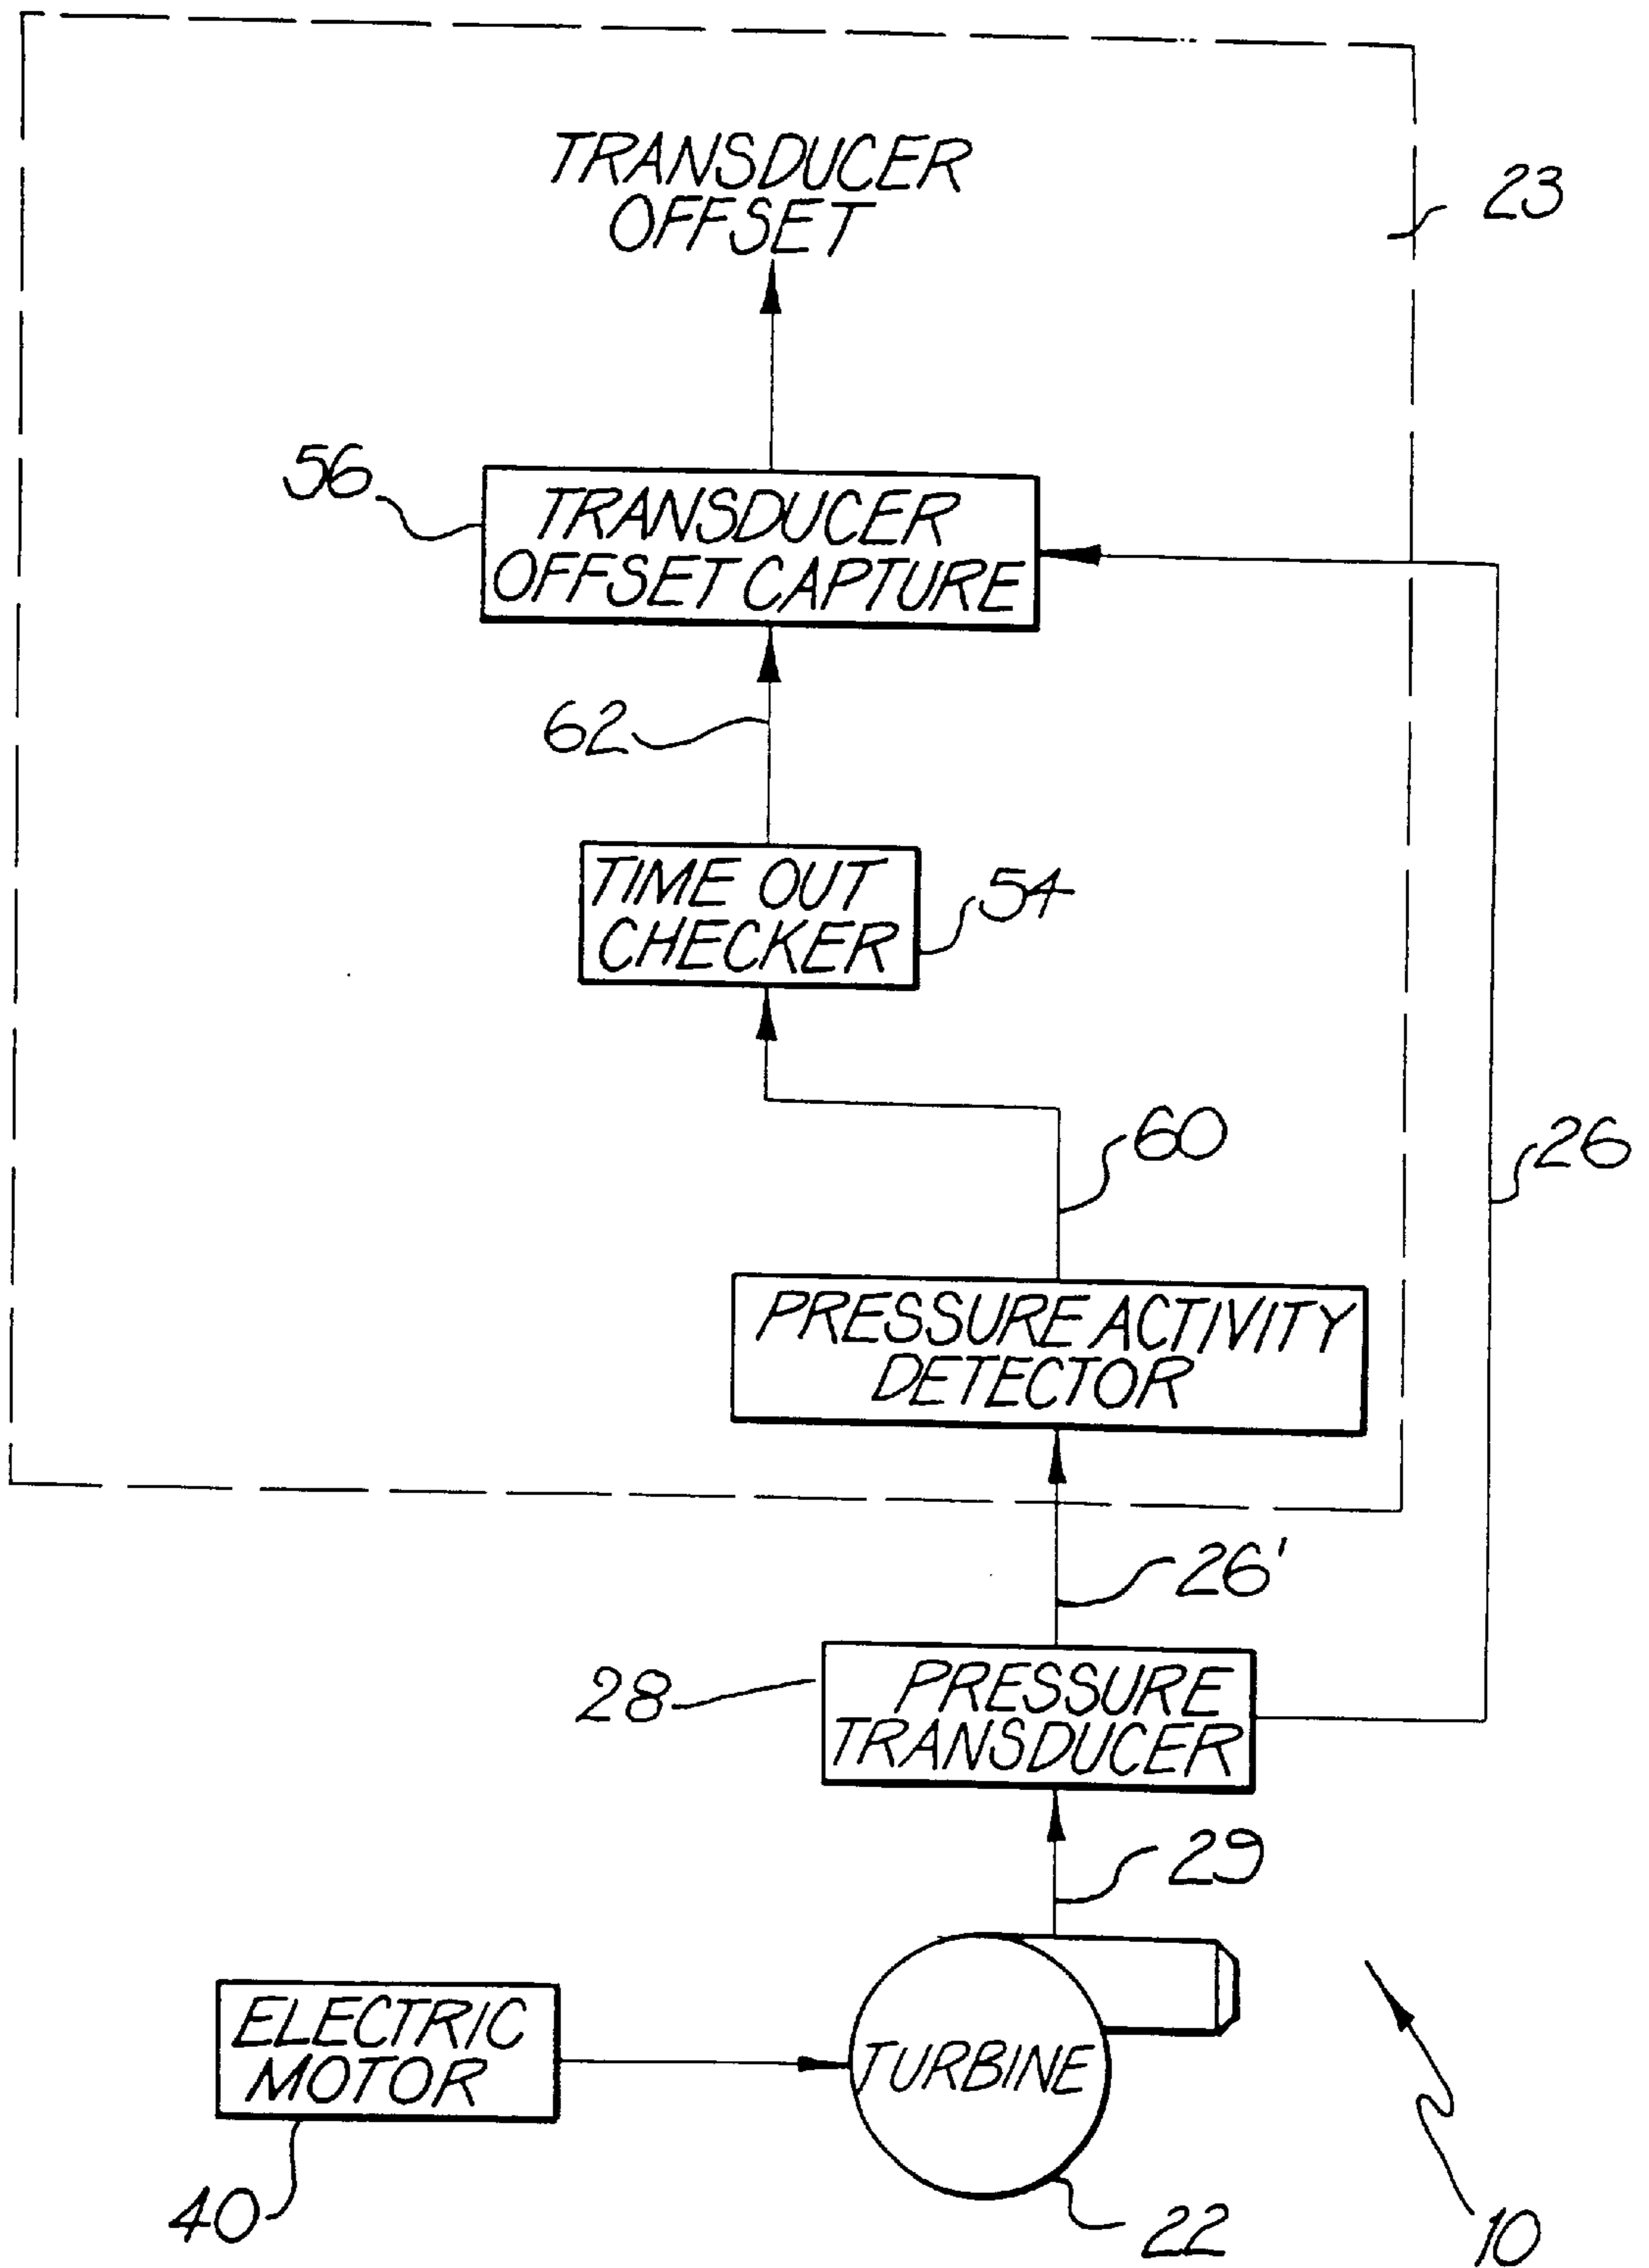 TRANSDUCER
OFFSET
23
56
TRANSDUCER
OFFSET CAPTURE
62
TIME OUT
CHECKER
54
60
26
PRESSURE ACTIVITY
DETECTOR
26'
28
PRESSURE
TRANSDUCER
29
ELECTRIC
MOTOR
TURBINE
40
22
10